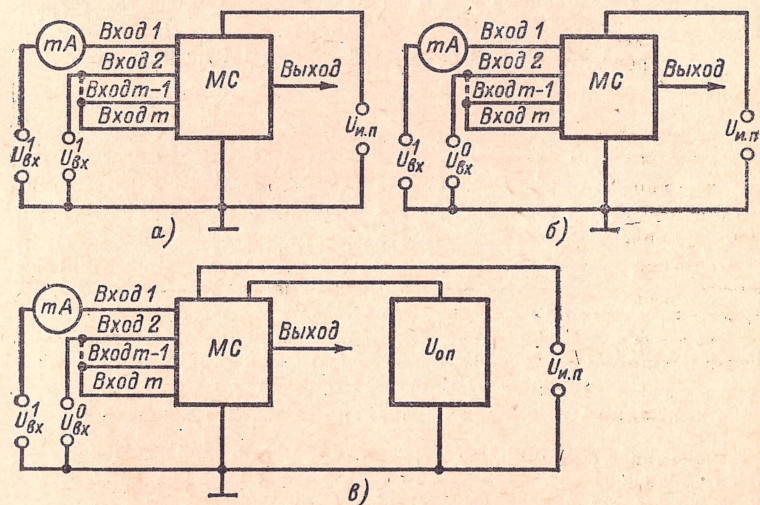 mA
Вход 1
Вход 2
Вход m-1
Вход m
МС
Выход
U¹вх
U¹вх
Uи.п
а)
mA
Вход 1
Вход 2
Вход m-1
Вход m
МС
Выход
U¹вх
U⁰вх
Uи.п
б)
mA
Вход 1
Вход 2
Вход m-1
Вход m
МС
Выход
Uоп
U¹вх
U⁰вх
Uи.п
в)